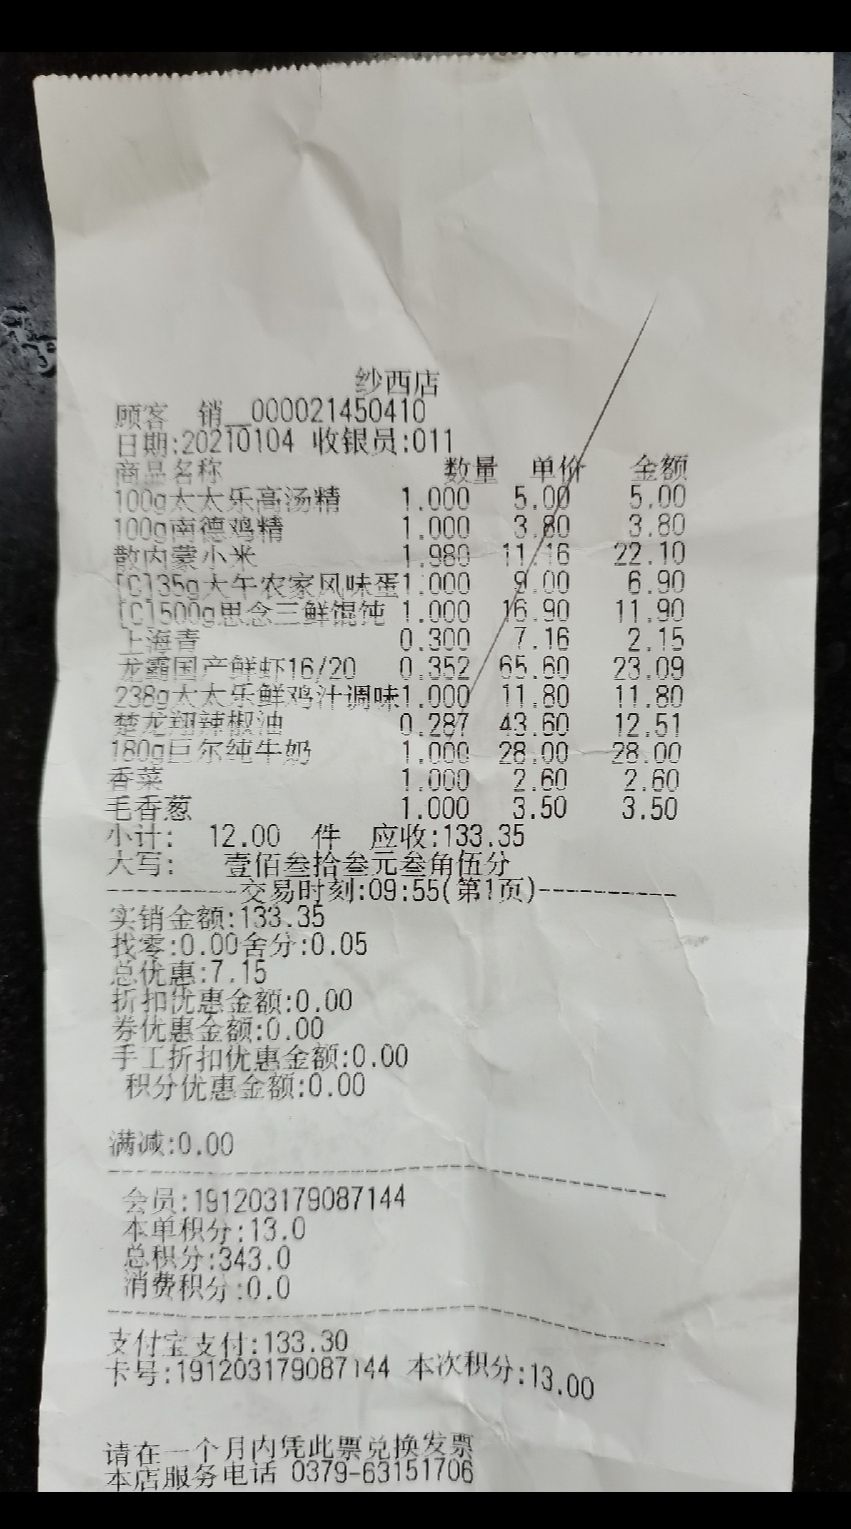 纱西店
顾客 销__000021450410
日期:20210104 收银员:011
商品名称 数量 单价 金额
100g太太乐高汤精 1.000 5.00 5.00
100g南德鸡精 1.000 3.80 3.80
散内蒙小米 1.980 11.16 22.10
[C]35g大午农家风味蛋1.000 9.00 6.90
[C]500g思念三鲜馄饨 1.000 16.90 11.90
上海青 0.300 7.16 2.15
龙霸国产鲜虾16/20 0.352 65.60 23.09
238g太太乐鲜鸡汁调味1.000 11.80 11.80
楚龙翔辣椒油 0.287 43.60 12.51
180g巨尔纯牛奶 1.000 28.00 28.00
香菜 1.000 2.60 2.60
毛香葱 1.000 3.50 3.50
小计: 12.00 件 应收:133.35
大写: 壹佰叁拾叁元叁角伍分
----------交易时刻:09:55(第1页)----------
实销金额:133.35
找零:0.00舍分:0.05
总优惠:7.15
折扣优惠金额:0.00
券优惠金额:0.00
手工折扣优惠金额:0.00
积分优惠金额:0.00
满减:0.00
会员:191203179087144
本单积分:13.0
总积分:343.0
消费积分:0.0
支付宝支付:133.30
卡号:191203179087144 本次积分:13.00
请在一个月内凭此票兑换发票
本店服务电话 0379-63151706